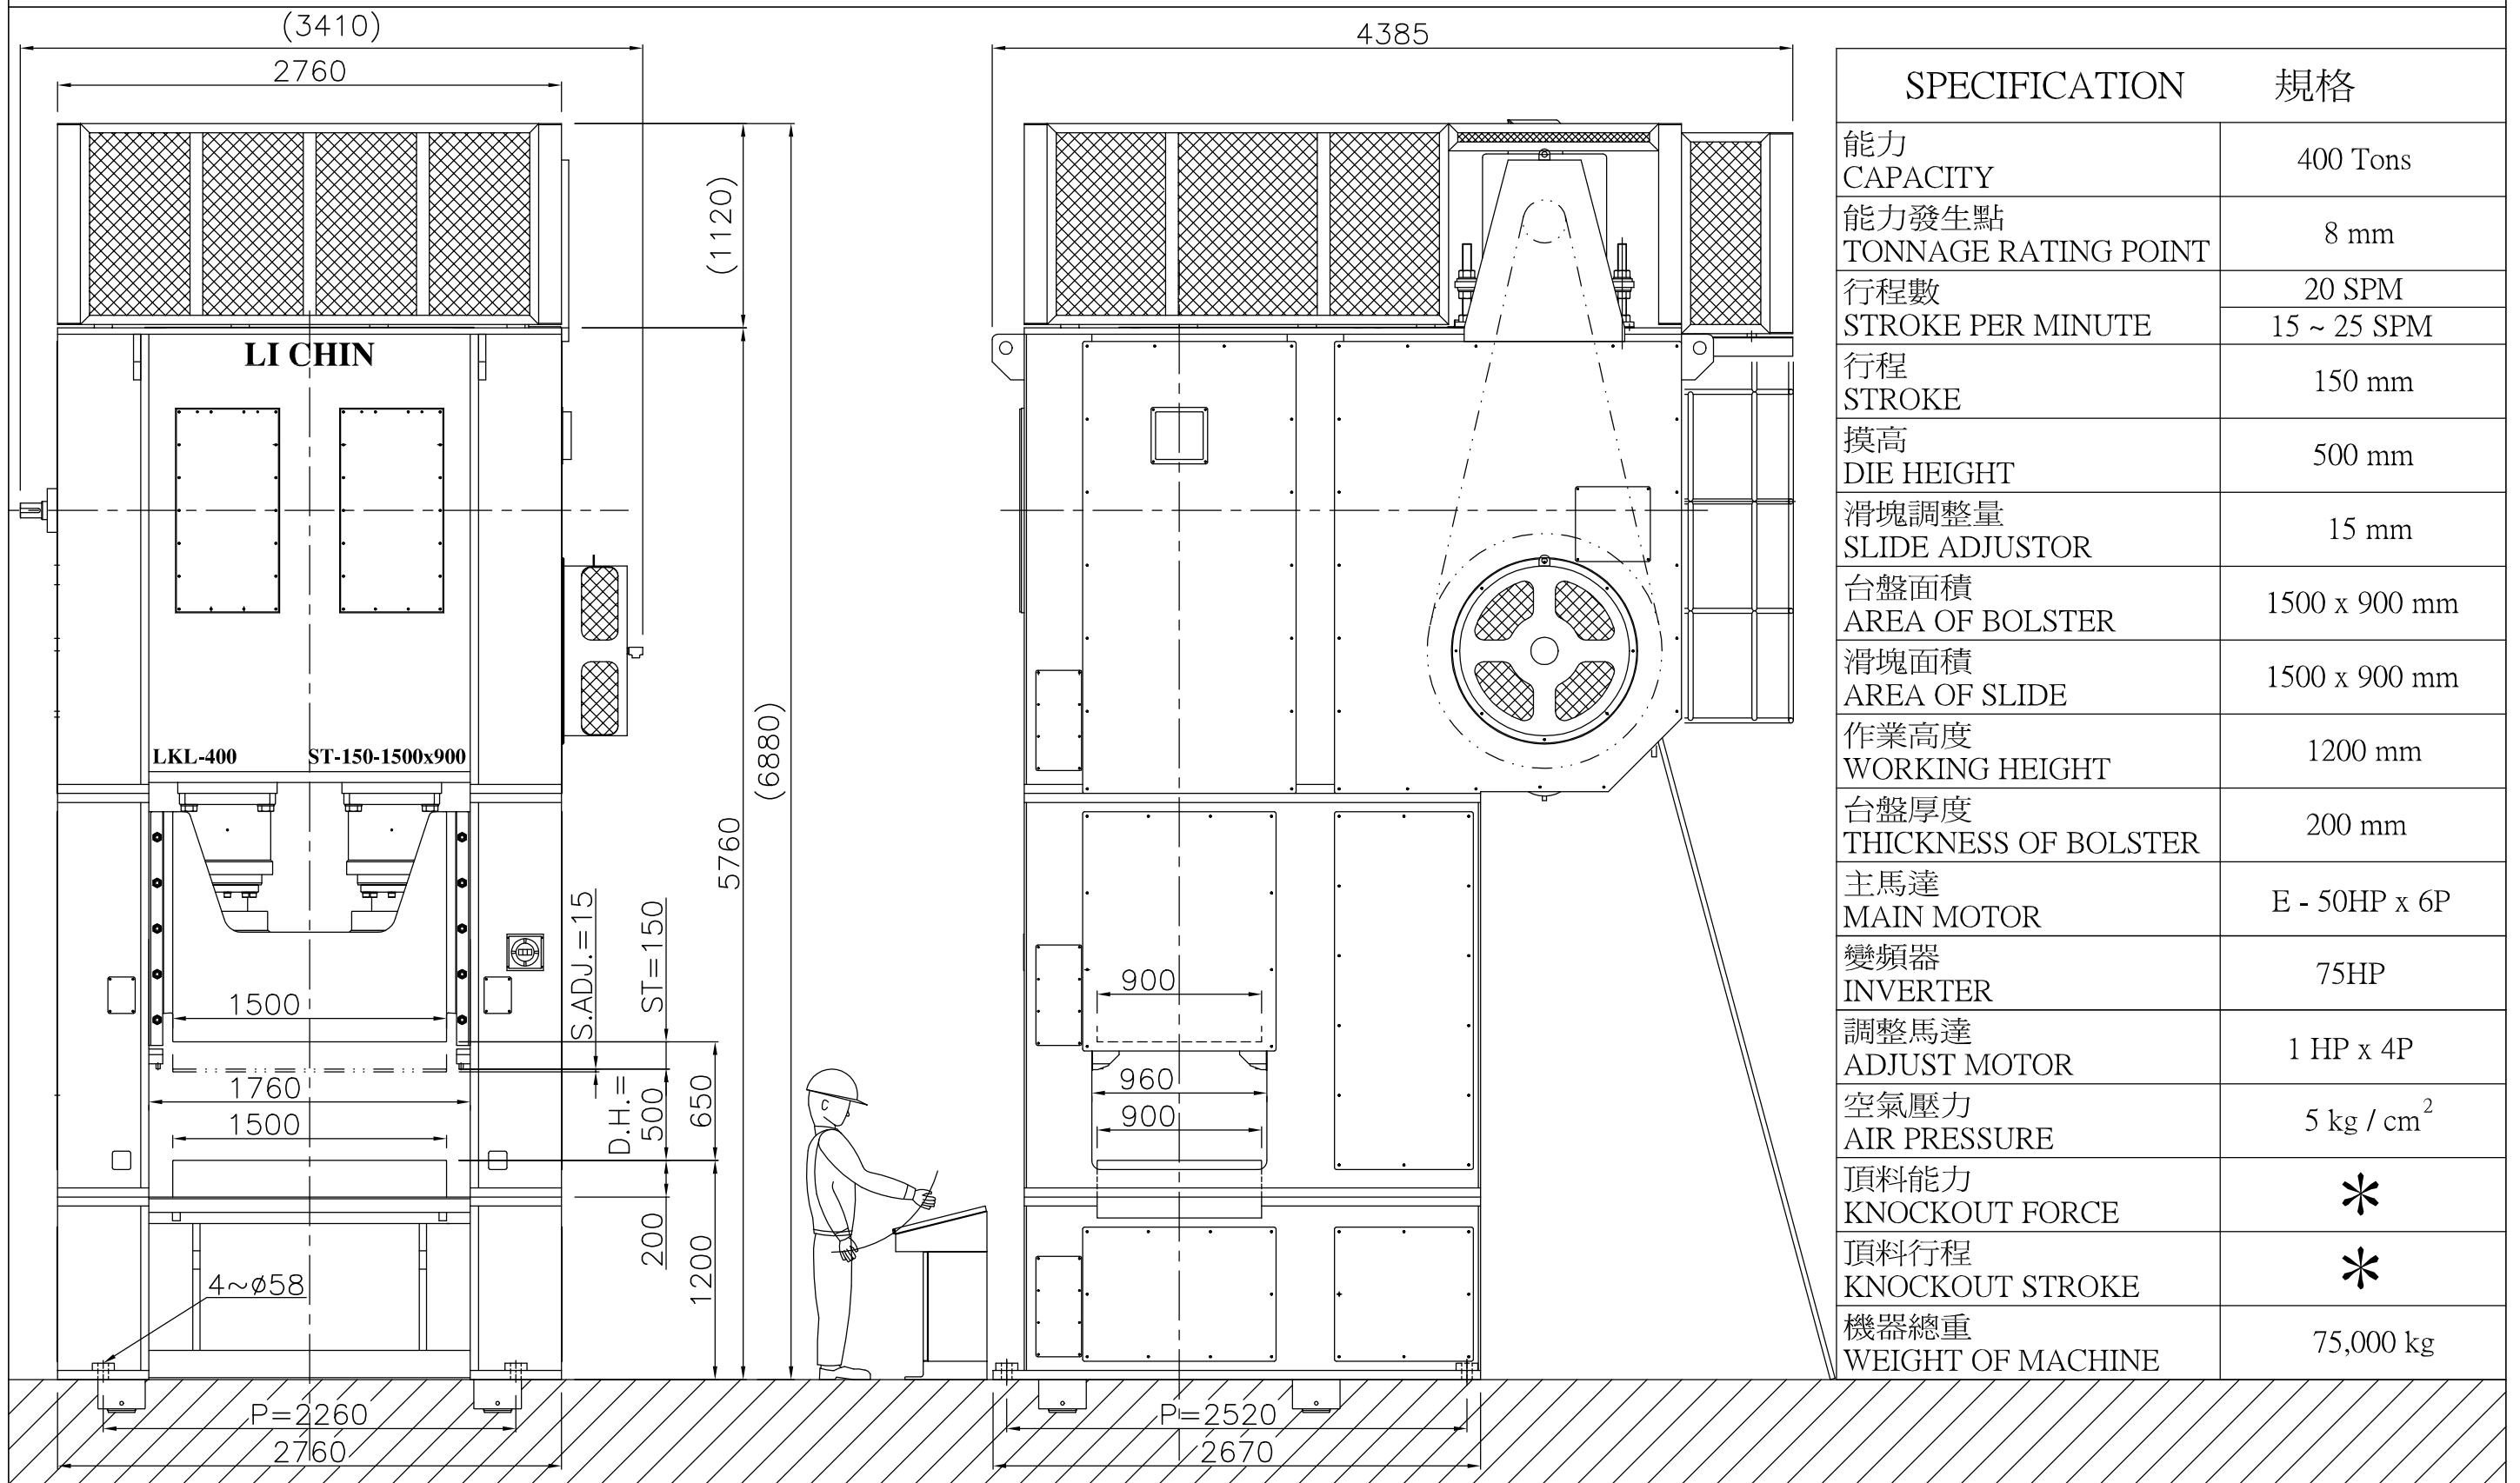 (3410)
2760
(1120)
LI CHIN
LKL-400 ST-150-1500x900
(6880)
5760
S.ADJ.=15
ST=150
1500
1760
1500
D.H.=
500
650
200
1200
4~ø58
P=2260
2760
4385
900
960
900
P=2520
2670
SPECIFICATION 規格
能力
CAPACITY
400 Tons
能力發生點
TONNAGE RATING POINT
8 mm
行程數
STROKE PER MINUTE
20 SPM
15 ~ 25 SPM
行程
STROKE
150 mm
摸高
DIE HEIGHT
500 mm
滑塊調整量
SLIDE ADJUSTOR
15 mm
台盤面積
AREA OF BOLSTER
1500 x 900 mm
滑塊面積
AREA OF SLIDE
1500 x 900 mm
作業高度
WORKING HEIGHT
1200 mm
台盤厚度
THICKNESS OF BOLSTER
200 mm
主馬達
MAIN MOTOR
E - 50HP x 6P
變頻器
INVERTER
75HP
調整馬達
ADJUST MOTOR
1 HP x 4P
空氣壓力
AIR PRESSURE
5 kg / cm²
頂料能力
KNOCKOUT FORCE
*
頂料行程
KNOCKOUT STROKE
*
機器總重
WEIGHT OF MACHINE
75,000 kg